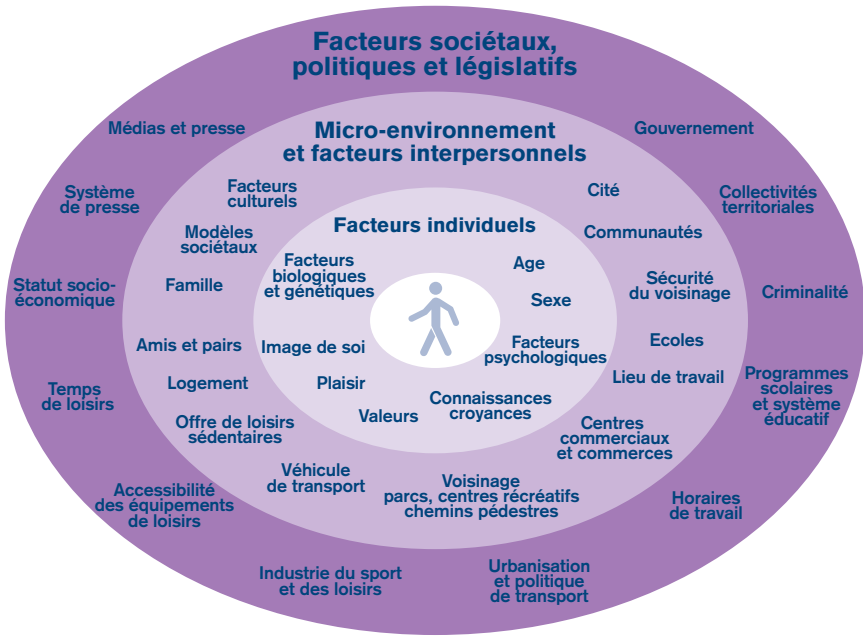 Facteurs sociétaux,
politiques et législatifs
Médias et presse
Gouvernement
Système
de presse
Collectivités
territoriales
Statut socio-
économique
Criminalité
Temps
de loisirs
Programmes
scolaires
et système
éducatif
Accessibilité
des équipements
de loisirs
Horaires
de travail
Industrie du sport
et des loisirs
Urbanisation
et politique
de transport
Micro-environnement
et facteurs interpersonnels
Facteurs
culturels
Cité
Modèles
sociétaux
Communautés
Famille
Sécurité
du voisinage
Amis et pairs
Ecoles
Logement
Lieu de travail
Offre de loisirs
sédentaires
Centres
commerciaux
et commerces
Véhicule
de transport
Voisinage
parcs, centres récréatifs
chemins pédestres
Facteurs individuels
Facteurs
biologiques
et génétiques
Age
Sexe
Image de soi
Facteurs
psychologiques
Plaisir
Valeurs
Connaissances
croyances